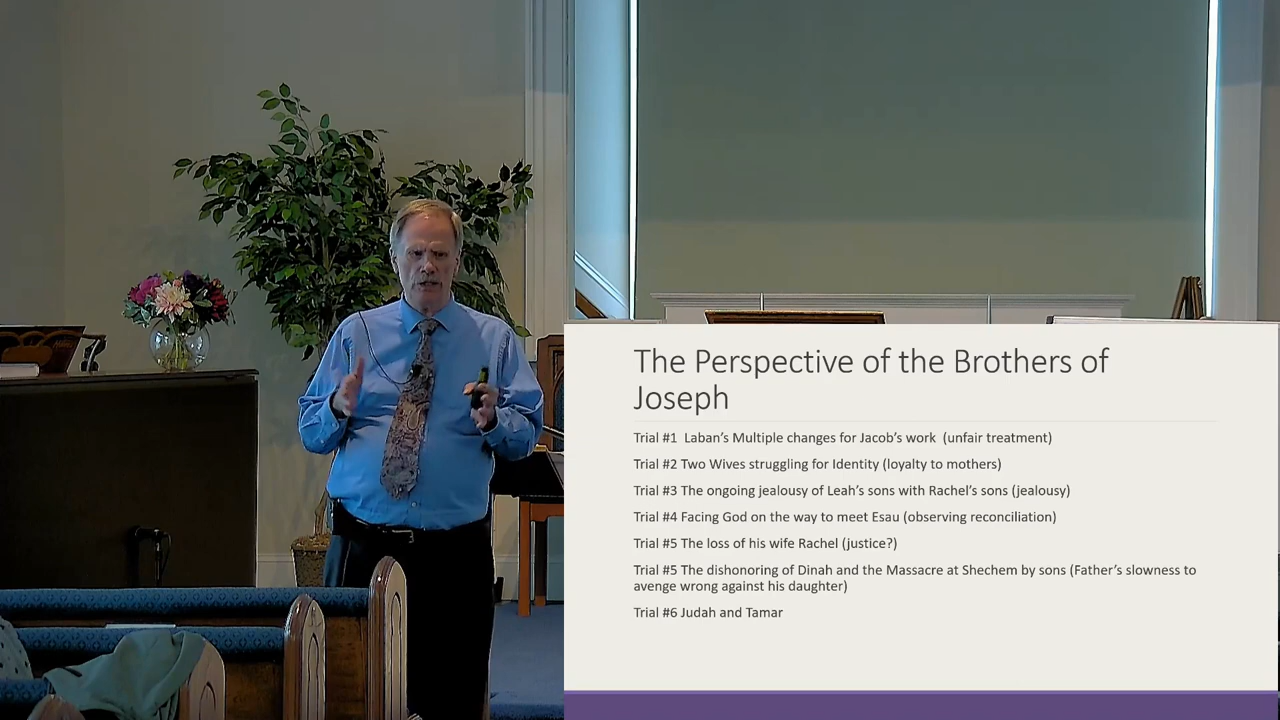 The Perspective of the Brothers of
Joseph
Trial #1  Laban’s Multiple changes for Jacob’s work  (unfair treatment)
Trial #2 Two Wives struggling for Identity (loyalty to mothers)
Trial #3 The ongoing jealousy of Leah’s sons with Rachel’s sons (jealousy)
Trial #4 Facing God on the way to meet Esau (observing reconciliation)
Trial #5 The loss of his wife Rachel (justice?)
Trial #5 The dishonoring of Dinah and the Massacre at Shechem by sons (Father’s slowness to
avenge wrong against his daughter)
Trial #6 Judah and Tamar